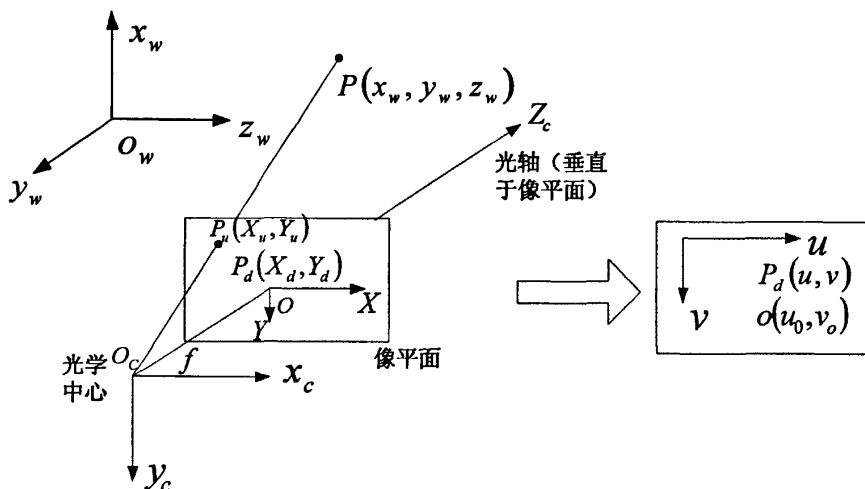 x_w
P(x_w, y_w, z_w)
z_w
o_w
y_w
Z_c
光轴（垂直
于像平面）
P_u(X_u, Y_u)
P_d(X_d, Y_d)
O
X
Y
u
P_d(u, v)
v
o(u_0, v_o)
像平面
光学
中心
O_C
f
x_c
y_c